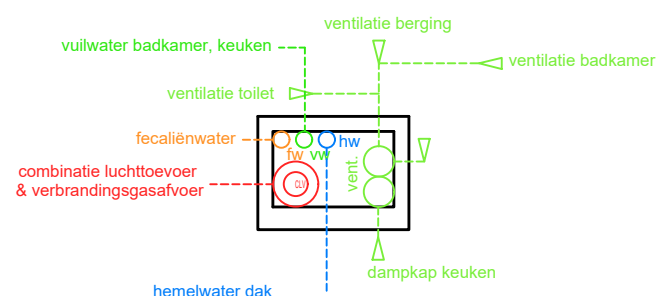 ventilatie berging
vuilwater badkamer, keuken
ventilatie badkamer
ventilatie toilet
fecaliënwater
hw
fw
vw
vent.
combinatie luchttoevoer
& verbrandingsgasafvoer
CLV
dampkap keuken
hemelwater dak